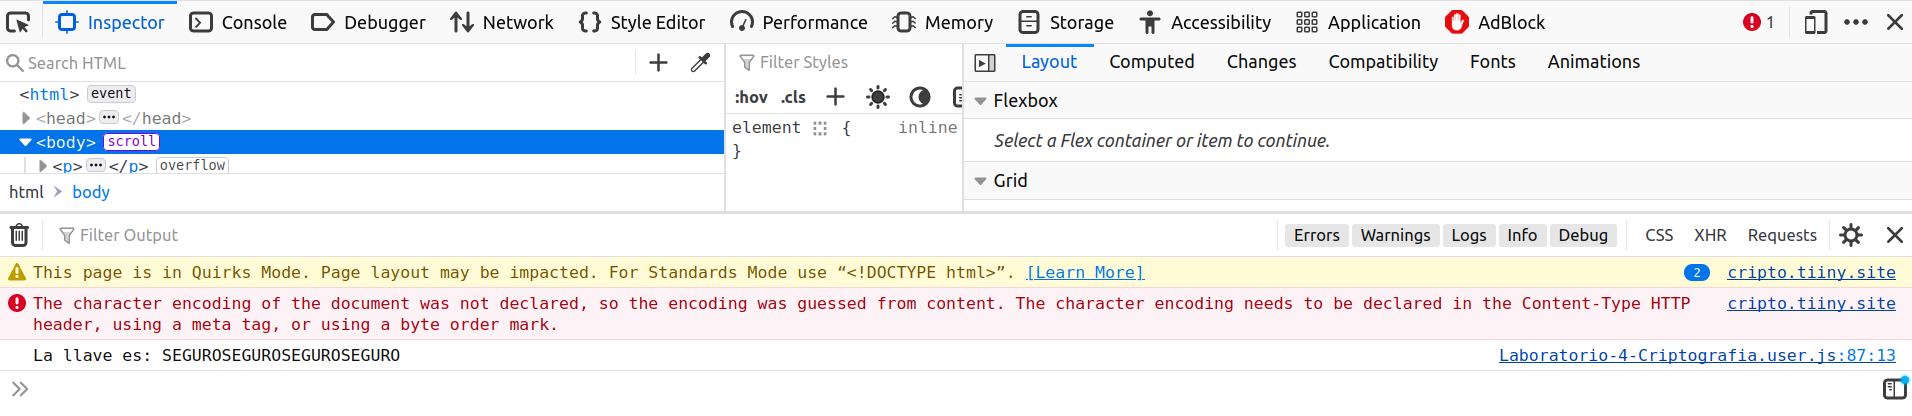 Inspector Console Debugger Network Style Editor Performance Memory Storage Accessibility Application AdBlock 1
Search HTML
Filter Styles
Layout Computed Changes Compatibility Fonts Animations
<html> event
:hov .cls
Flexbox
<head> ••• </head>
element { inline
<body> scroll
Select a Flex container or item to continue.
}
<p> ••• </p> overflow
Grid
html > body
Filter Output
Errors Warnings Logs Info Debug CSS XHR Requests
This page is in Quirks Mode. Page layout may be impacted. For Standards Mode use “<!DOCTYPE html>”. [Learn More] 2 cripto.tiiny.site
The character encoding of the document was not declared, so the encoding was guessed from content. The character encoding needs to be declared in the Content-Type HTTP cripto.tiiny.site
header, using a meta tag, or using a byte order mark.
La llave es: SEGUROSEGUROSEGUROSEGURO Laboratorio-4-Criptografia.user.js:87:13